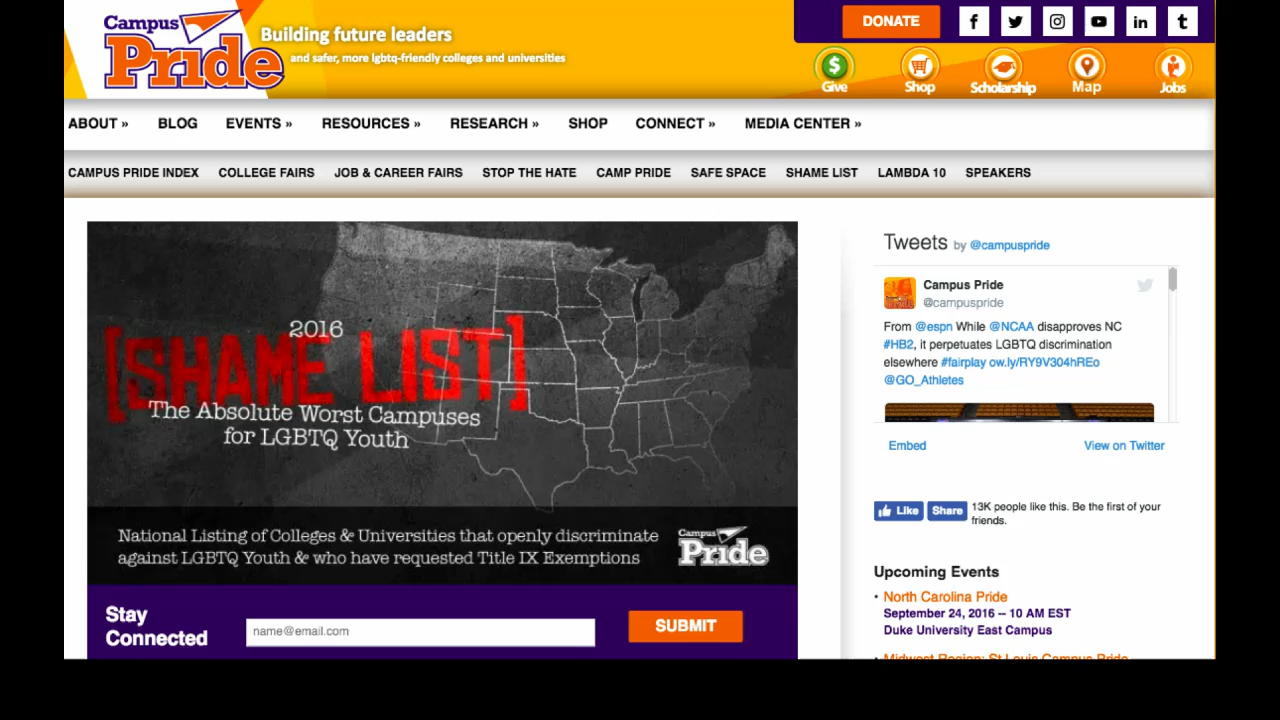 Campus
Pride
Building future leaders
and safer, more lgbtq-friendly colleges and universities
DONATE
Give
Shop
Scholarship
Map
Jobs
ABOUT » BLOG EVENTS » RESOURCES » RESEARCH » SHOP CONNECT » MEDIA CENTER »
CAMPUS PRIDE INDEX COLLEGE FAIRS JOB & CAREER FAIRS STOP THE HATE CAMP PRIDE SAFE SPACE SHAME LIST LAMBDA 10 SPEAKERS
2016
[SHAME LIST]
The Absolute Worst Campuses
for LGBTQ Youth
National Listing of Colleges & Universities that openly discriminate
against LGBTQ Youth & who have requested Title IX Exemptions
Campus
Pride
Stay
Connected
name@email.com
SUBMIT
Tweets by @campuspride
Campus Pride
@campuspride
From @espn While @NCAA disapproves NC
#HB2, it perpetuates LGBTQ discrimination
elsewhere #fairplay ow.ly/RY9V304hREo
@GO_Athletes
Embed
View on Twitter
Like Share 13K people like this. Be the first of your
friends.
Upcoming Events
• North Carolina Pride
September 24, 2016 -- 10 AM EST
Duke University East Campus
• Midwest Region: St Louis Campus Pride